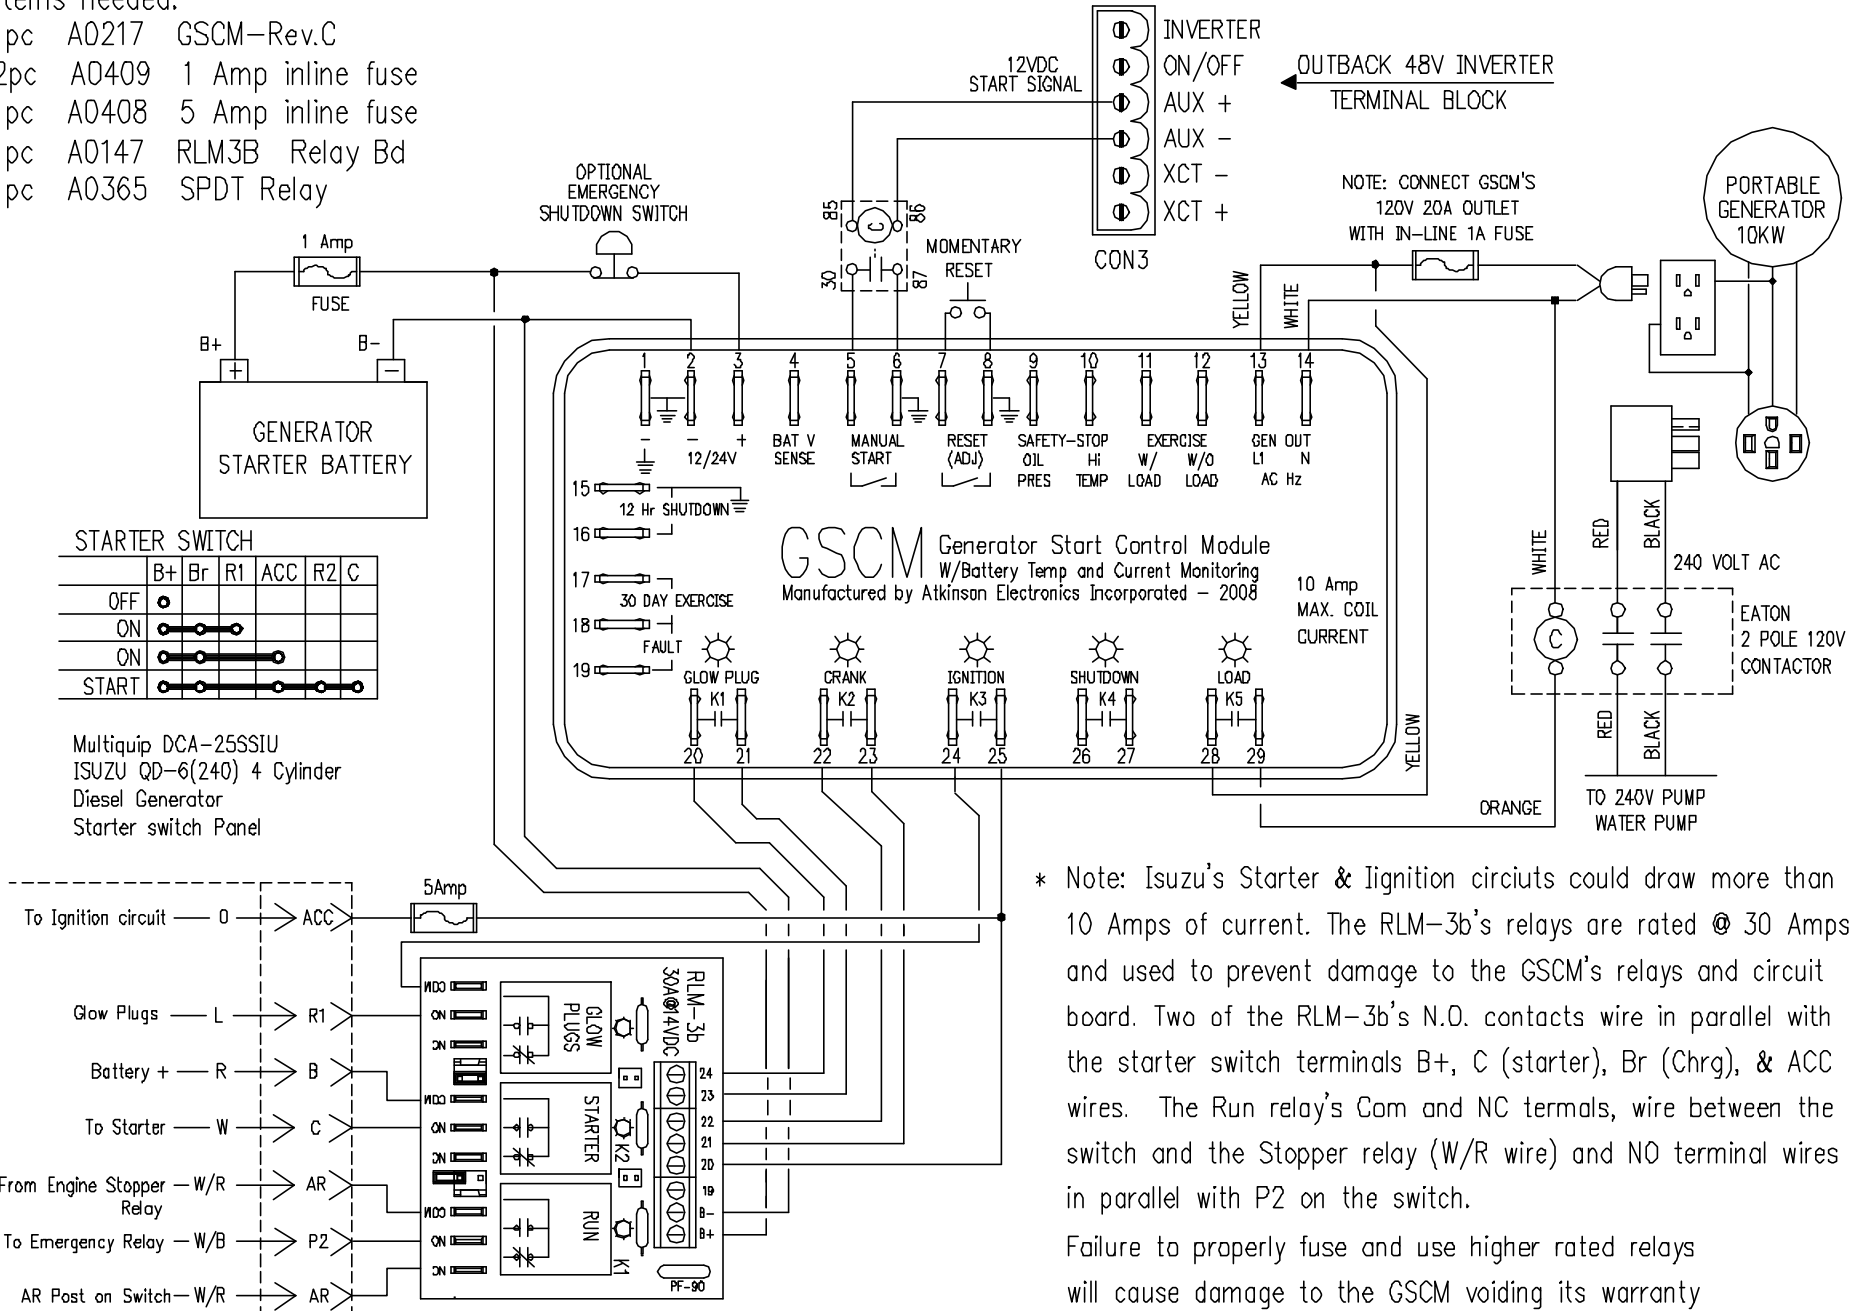 tems needed:
pc A0217 GSCM-Rev.C
2pc A0409 1 Amp inline fuse
pc A0408 5 Amp inline fuse
pc A0147 RLM3B Relay Bd
pc A0365 SPDT Relay
INVERTER
ON/OFF
AUX +
AUX -
XCT -
XCT +
CON3
12VDC
START SIGNAL
OUTBACK 48V INVERTER
TERMINAL BLOCK
OPTIONAL
EMERGENCY
SHUTDOWN SWITCH
85
86
C
30
87
MOMENTARY
RESET
NOTE: CONNECT GSCM'S
120V 20A OUTLET
WITH IN-LINE 1A FUSE
PORTABLE
GENERATOR
10KW
1 Amp
FUSE
B+
B-
+
-
GENERATOR
STARTER BATTERY
YELLOW
WHITE
1 2 3 4 5 6 7 8 9 10 11 12 13 14
-
- +
12/24V
BAT V
SENSE
MANUAL
START
RESET
(ADJ)
SAFETY-STOP
OIL Hi
PRES TEMP
EXERCISE
W/ W/O
LOAD LOAD
GEN OUT
L1 N
AC Hz
15
12 Hr SHUTDOWN
16
17
30 DAY EXERCISE
18
FAULT
19
GSCM Generator Start Control Module
W/Battery Temp and Current Monitoring
Manufactured by Atkinson Electronics Incorporated - 2008
10 Amp
MAX. COIL
CURRENT
GLOW PLUG
K1
CRANK
K2
IGNITION
K3
SHUTDOWN
K4
LOAD
K5
20 21 22 23 24 25 26 27 28 29
YELLOW
ORANGE
WHITE
RED
BLACK
240 VOLT AC
C
EATON
2 POLE 120V
CONTACTOR
RED
BLACK
TO 240V PUMP
WATER PUMP
STARTER SWITCH
B+ Br R1 ACC R2 C
OFF
ON
ON
START
Multiquip DCA-25SSIU
ISUZU QD-6(240) 4 Cylinder
Diesel Generator
Starter switch Panel
5Amp
To Ignition circuit O ACC
Glow Plugs L R1
Battery + R B
To Starter W C
From Engine Stopper W/R AR
Relay
To Emergency Relay W/B P2
AR Post on Switch W/R AR
COM
NO
NC
COM
NO
NC
COM
NO
NC
GLOW
PLUGS
STARTER
K2
RUN
K1
RLM-3b
30A@14VDC
24
23
22
21
20
19
B-
B+
PF-90
* Note: Isuzu's Starter & Iignition circiuts could draw more than
10 Amps of current. The RLM-3b's relays are rated @ 30 Amps
and used to prevent damage to the GSCM's relays and circuit
board. Two of the RLM-3b's N.O. contacts wire in parallel with
the starter switch terminals B+, C (starter), Br (Chrg), & ACC
wires. The Run relay's Com and NC termals, wire between the
switch and the Stopper relay (W/R wire) and NO terminal wires
in parallel with P2 on the switch.
Failure to properly fuse and use higher rated relays
will cause damage to the GSCM voiding its warranty